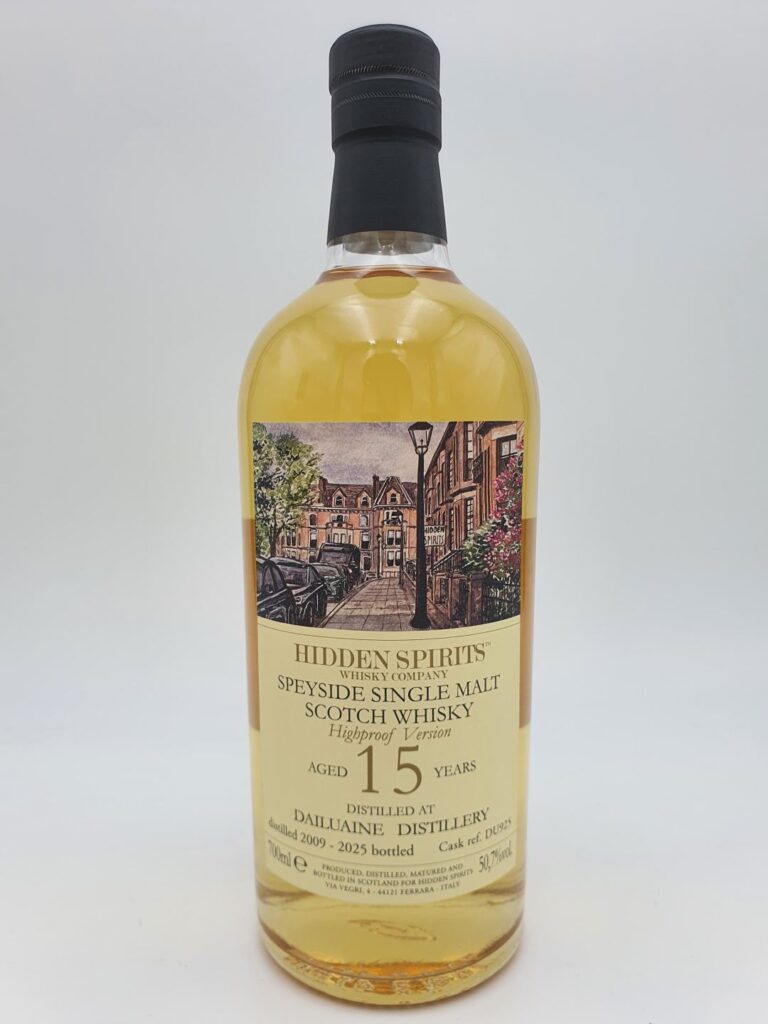 HIDDEN
SPIRITS
HIDDEN SPIRITS™
WHISKY COMPANY
SPEYSIDE SINGLE MALT
SCOTCH WHISKY
Highproof Version
AGED 15 YEARS
DISTILLED AT
DAILUAINE DISTILLERY
distilled 2009 - 2025 bottled Cask ref. DU925
700ml ℮ PRODUCED, DISTILLED, MATURED AND 50,7%vol.
BOTTLED IN SCOTLAND FOR HIDDEN SPIRITS
VIA VEGRI, 4 - 44121 FERRARA - ITALY